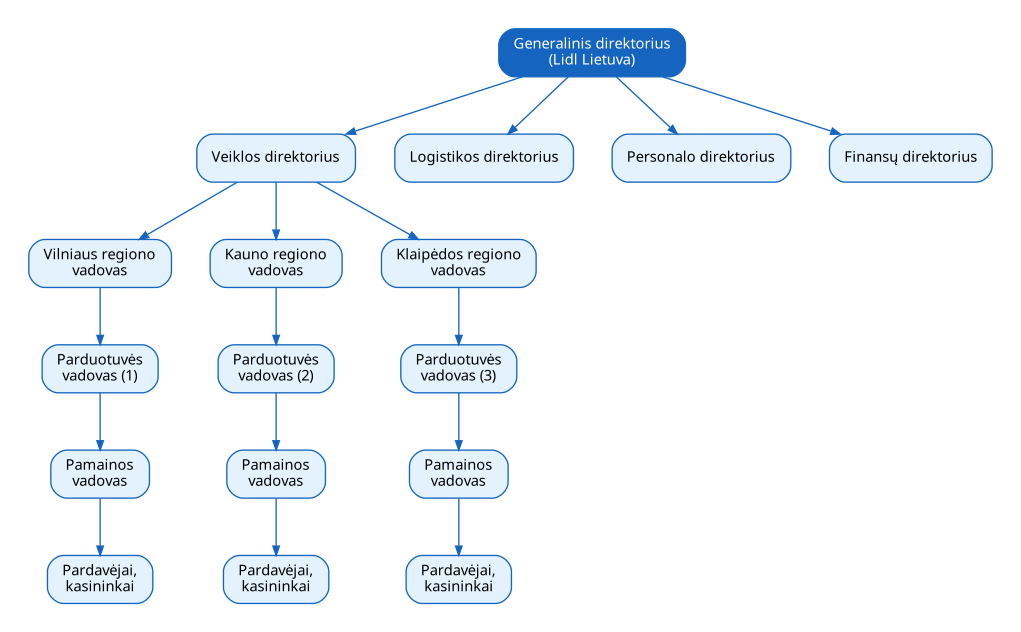 Generalinis direktorius
(Lidl Lietuva)
Veiklos direktorius
Logistikos direktorius
Personalo direktorius
Finansų direktorius
Vilniaus regiono
vadovas
Kauno regiono
vadovas
Klaipėdos regiono
vadovas
Parduotuvės
vadovas (1)
Parduotuvės
vadovas (2)
Parduotuvės
vadovas (3)
Pamainos
vadovas
Pamainos
vadovas
Pamainos
vadovas
Pardavėjai,
kasininkai
Pardavėjai,
kasininkai
Pardavėjai,
kasininkai